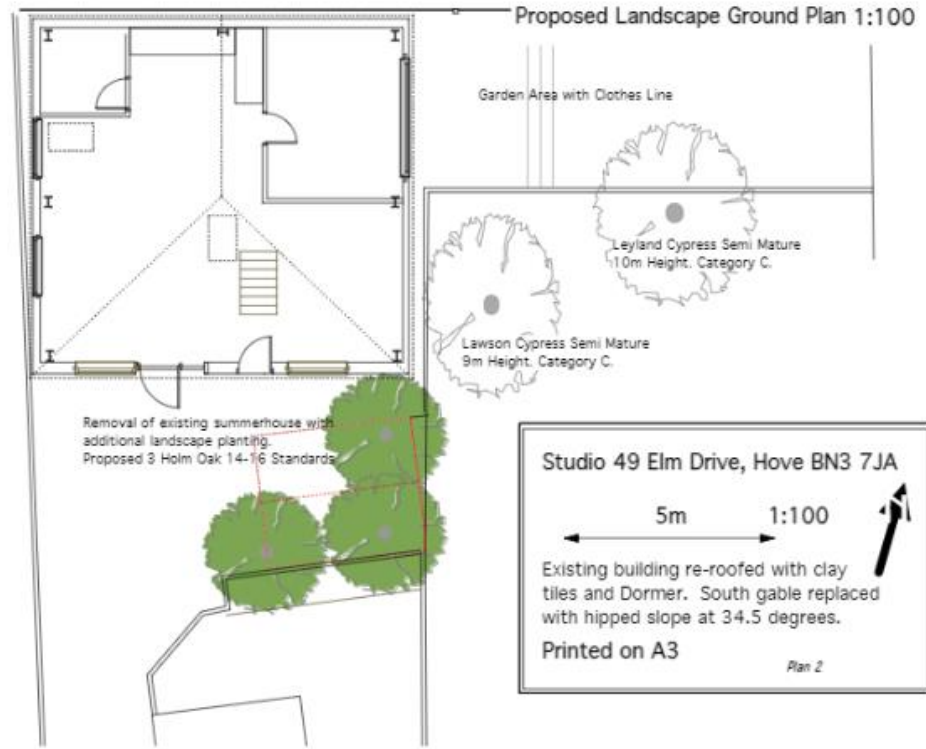 Proposed Landscape Ground Plan 1:100
Garden Area with Clothes Line
Leyland Cypress Semi Mature
10m Height. Category C.
Lawson Cypress Semi Mature
9m Height. Category C.
Removal of existing summerhouse with
additional landscape planting.
Proposed 3 Holm Oak 14-16 Standards
Studio 49 Elm Drive, Hove BN3 7JA
5m 1:100
N
Existing building re-roofed with clay
tiles and Dormer. South gable replaced
with hipped slope at 34.5 degrees.
Printed on A3
Plan 2